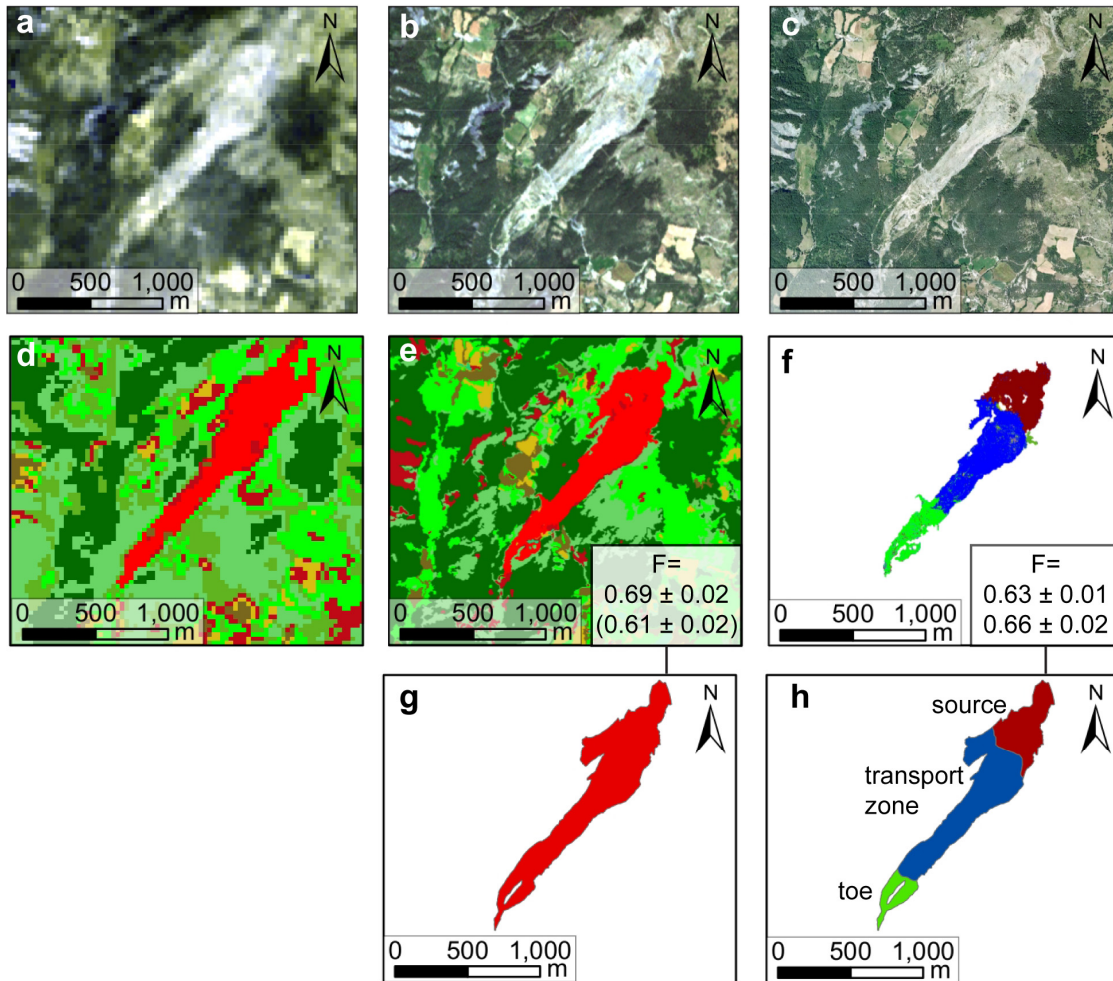 a
N
0 500 1,000
m
b
N
0 500 1,000
m
c
N
0 500 1,000
m
d
N
0 500 1,000
m
e
N
0 500 1,000
m
F=
0.69 ± 0.02
(0.61 ± 0.02)
f
N
0 500 1,000
m
F=
0.63 ± 0.01
0.66 ± 0.02
g
N
0 500 1,000
m
h
N
source
transport
zone
toe
0 500 1,000
m